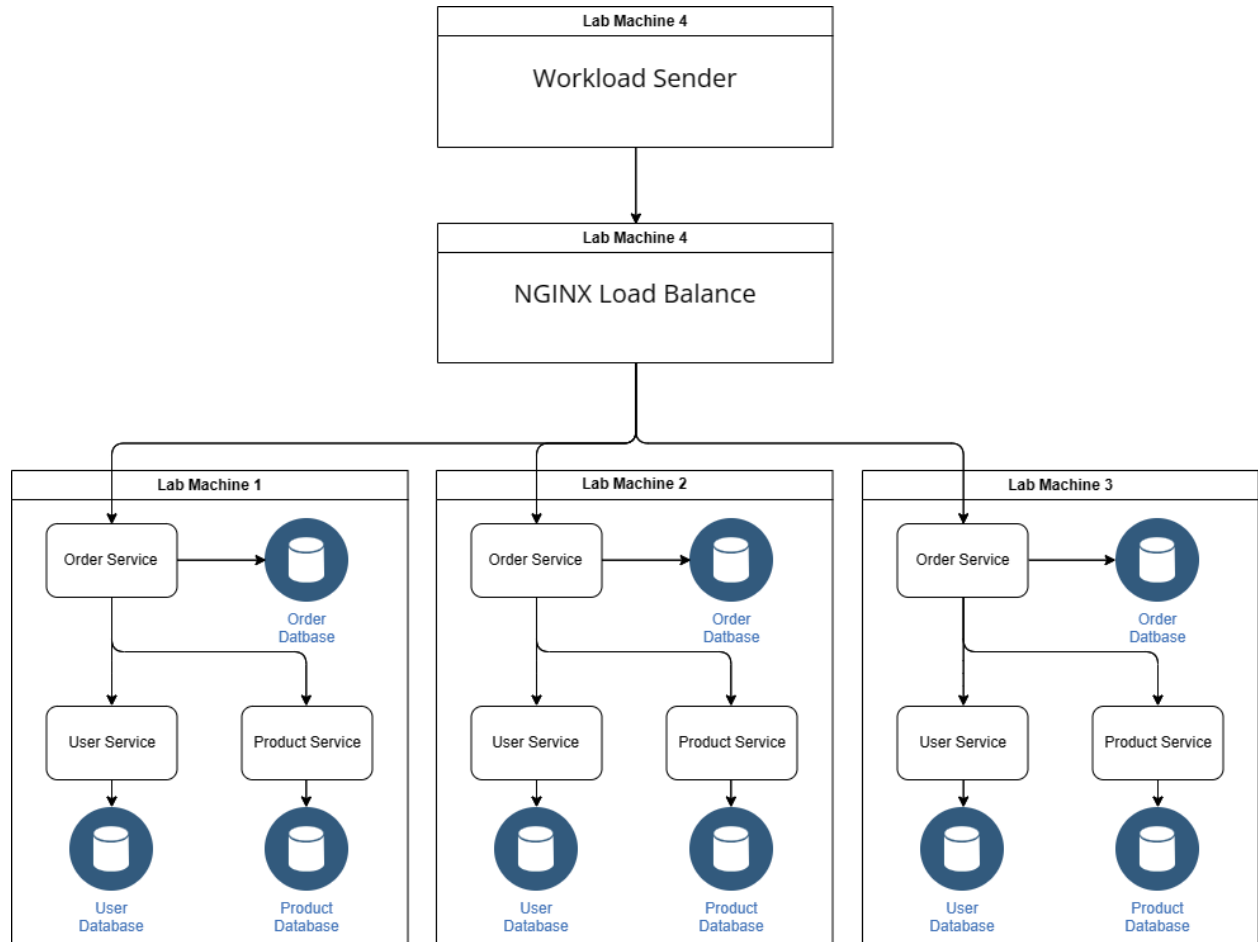 Lab Machine 4
Workload Sender
Lab Machine 4
NGINX Load Balance
Lab Machine 1
Order Service
Order
Datbase
User Service
Product Service
User
Database
Product
Database
Lab Machine 2
Order Service
Order
Datbase
User Service
Product Service
User
Database
Product
Database
Lab Machine 3
Order Service
Order
Datbase
User Service
Product Service
User
Database
Product
Database